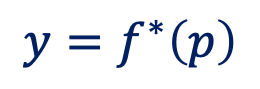 y = f*(p)